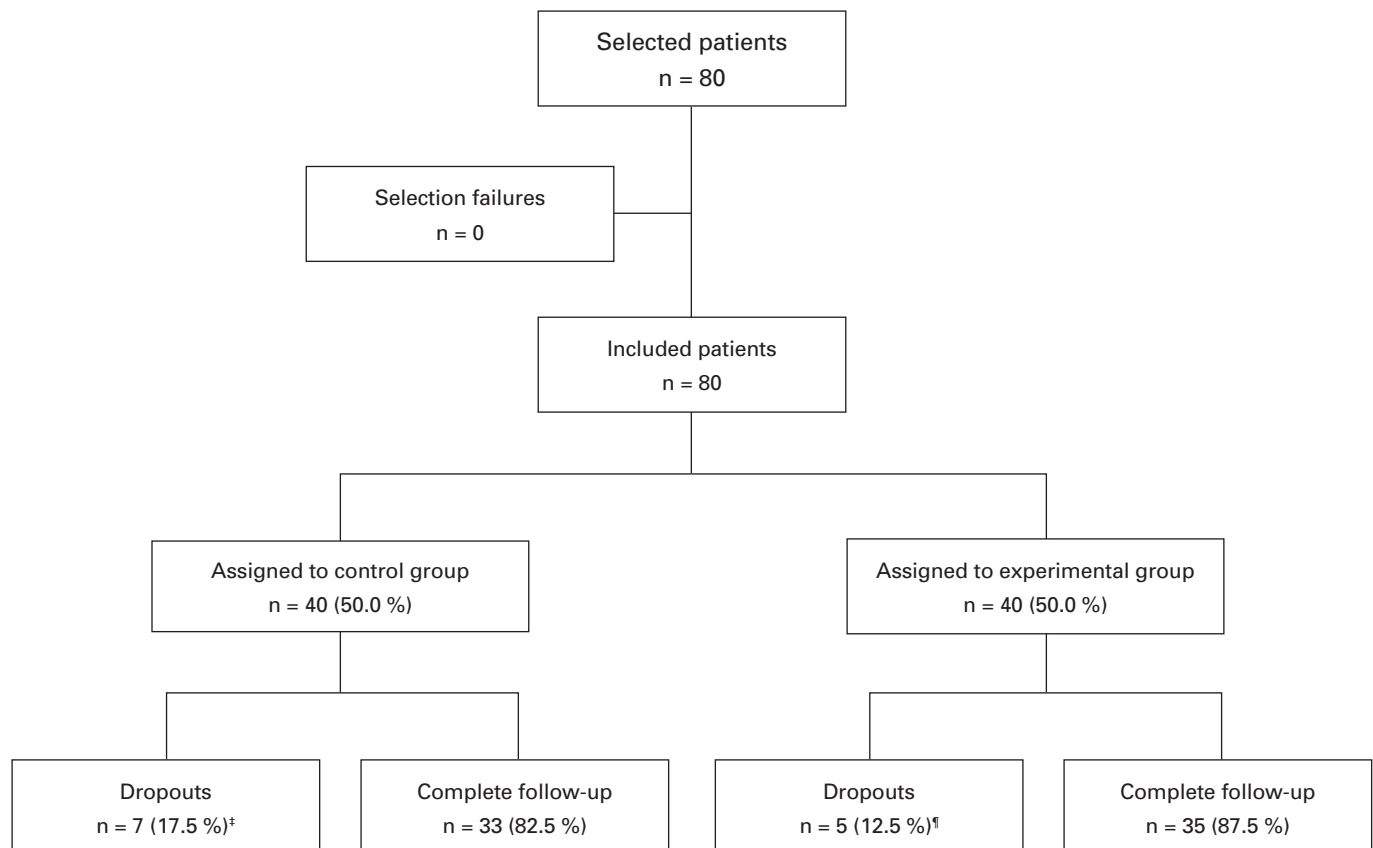 Selected patients
n = 80
Selection failures
n = 0
Included patients
n = 80
Assigned to control group
n = 40 (50.0 %)
Assigned to experimental group
n = 40 (50.0 %)
Dropouts
n = 7 (17.5 %)‡
Complete follow-up
n = 33 (82.5 %)
Dropouts
n = 5 (12.5 %)¶
Complete follow-up
n = 35 (87.5 %)